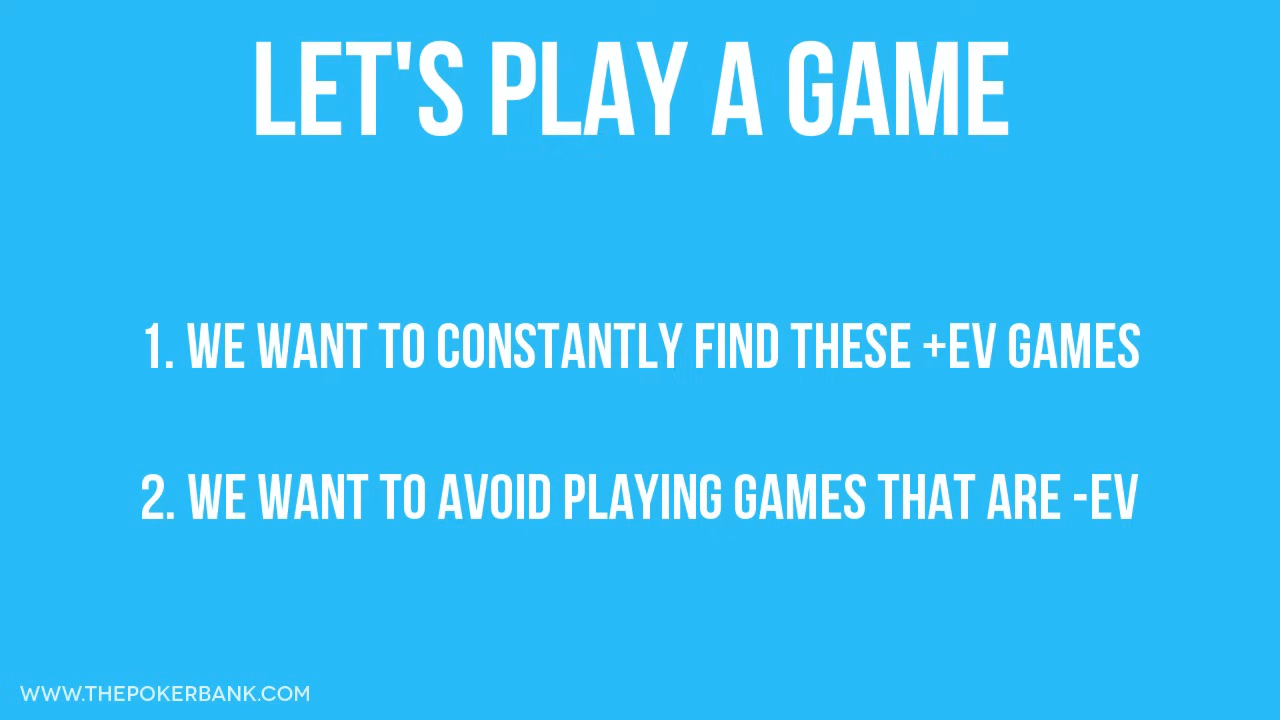 LET'S PLAY A GAME
1. WE WANT TO CONSTANTLY FIND THESE +EV GAMES
2. WE WANT TO AVOID PLAYING GAMES THAT ARE -EV
WWW.THEPOKERBANK.COM